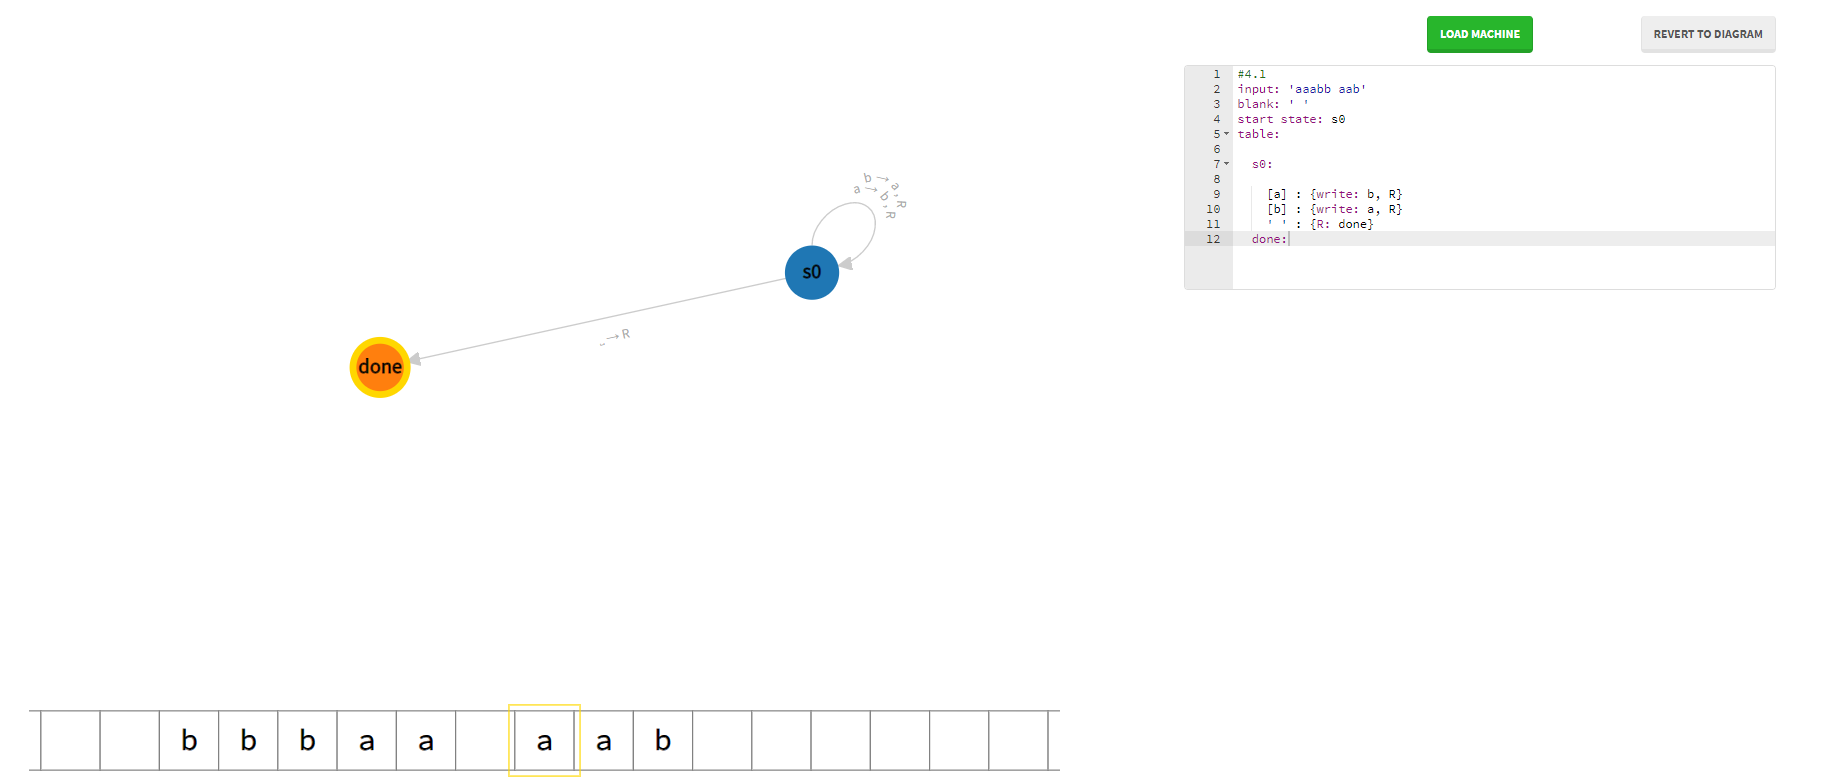 LOAD MACHINE
REVERT TO DIAGRAM
1 #4.1
2 input: 'aaabb aab'
3 blank: ' '
4 start state: s0
5 table:
6
7 s0:
8
9 [a] : {write: b, R}
10 [b] : {write: a, R}
11 ' ' : {R: done}
12 done:
b→a,R
a→b,R
s0
␣→R
done
b b b a a a a b